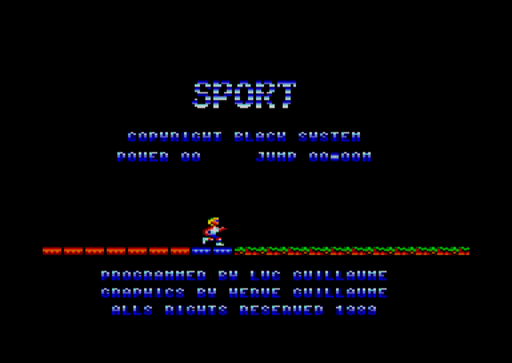 SPORT
COPYRIGHT BLACK SYSTEM
POWER 00 JUMP 00=00M
PROGRAMMED BY LUC GUILLAUME
GRAPHICS BY HERVE GUILLAUME
ALLS RIGHTS RESERVED 1989